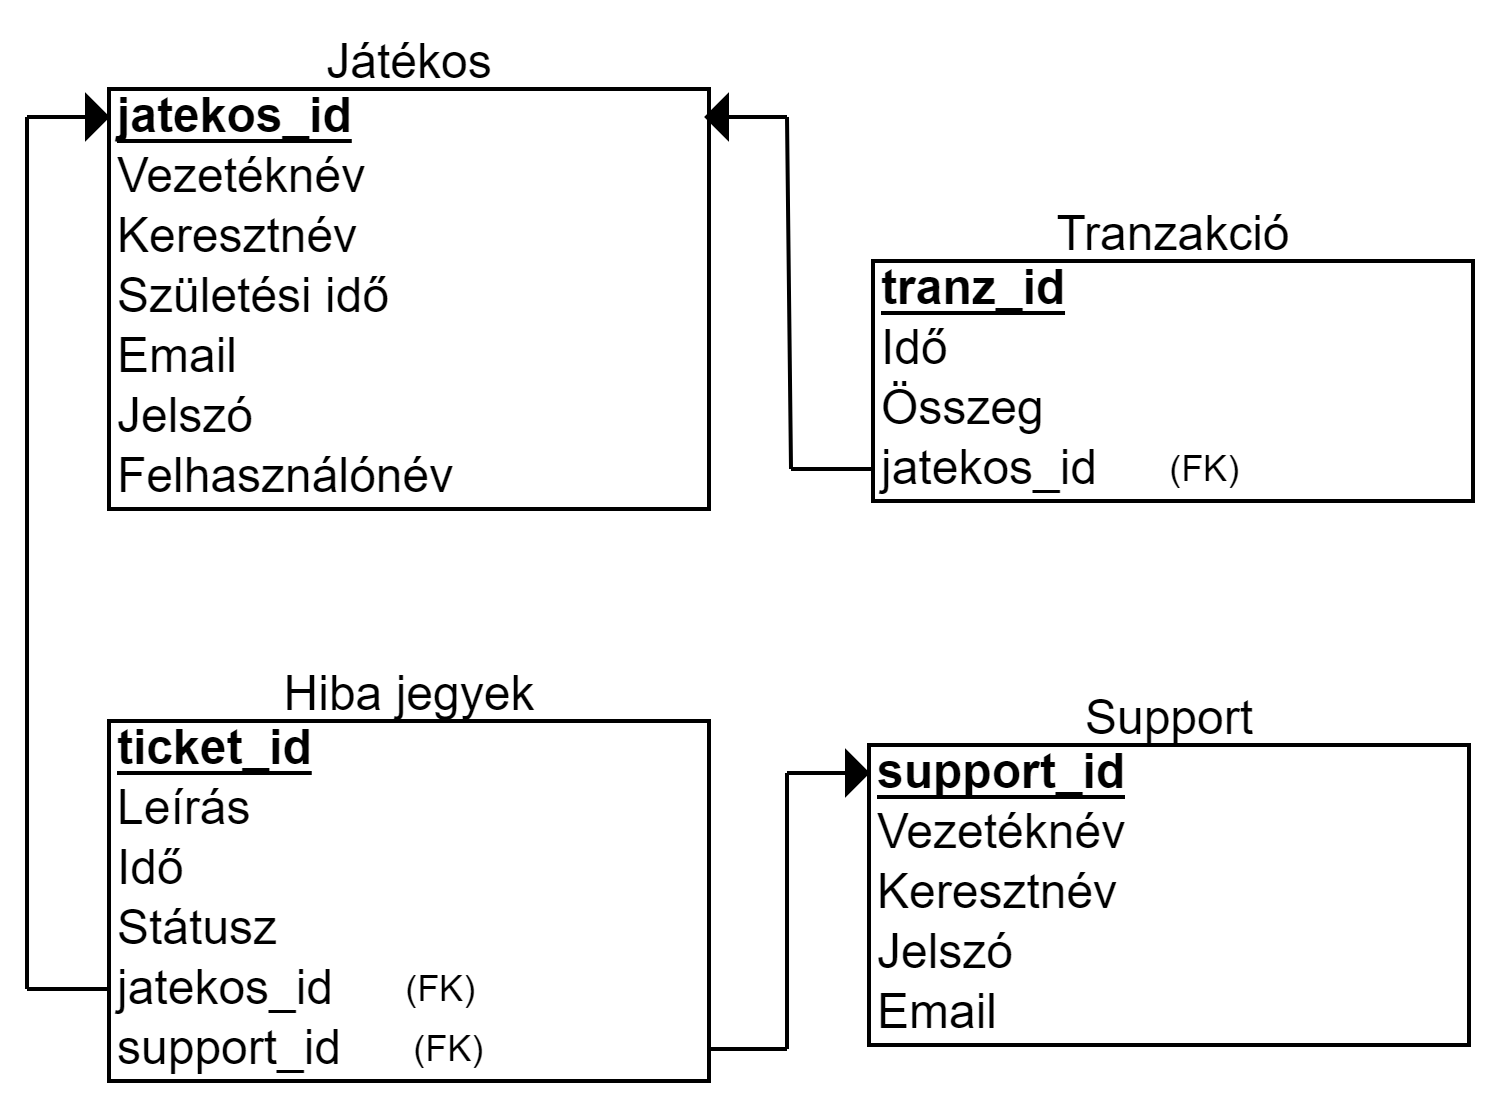 Játékos
jatekos_id
Vezetéknév
Keresztnév
Születési idő
Email
Jelszó
Felhasználónév
Tranzakció
tranz_id
Idő
Összeg
jatekos_id (FK)
Hiba jegyek
ticket_id
Leírás
Idő
Státusz
jatekos_id (FK)
support_id (FK)
Support
support_id
Vezetéknév
Keresztnév
Jelszó
Email